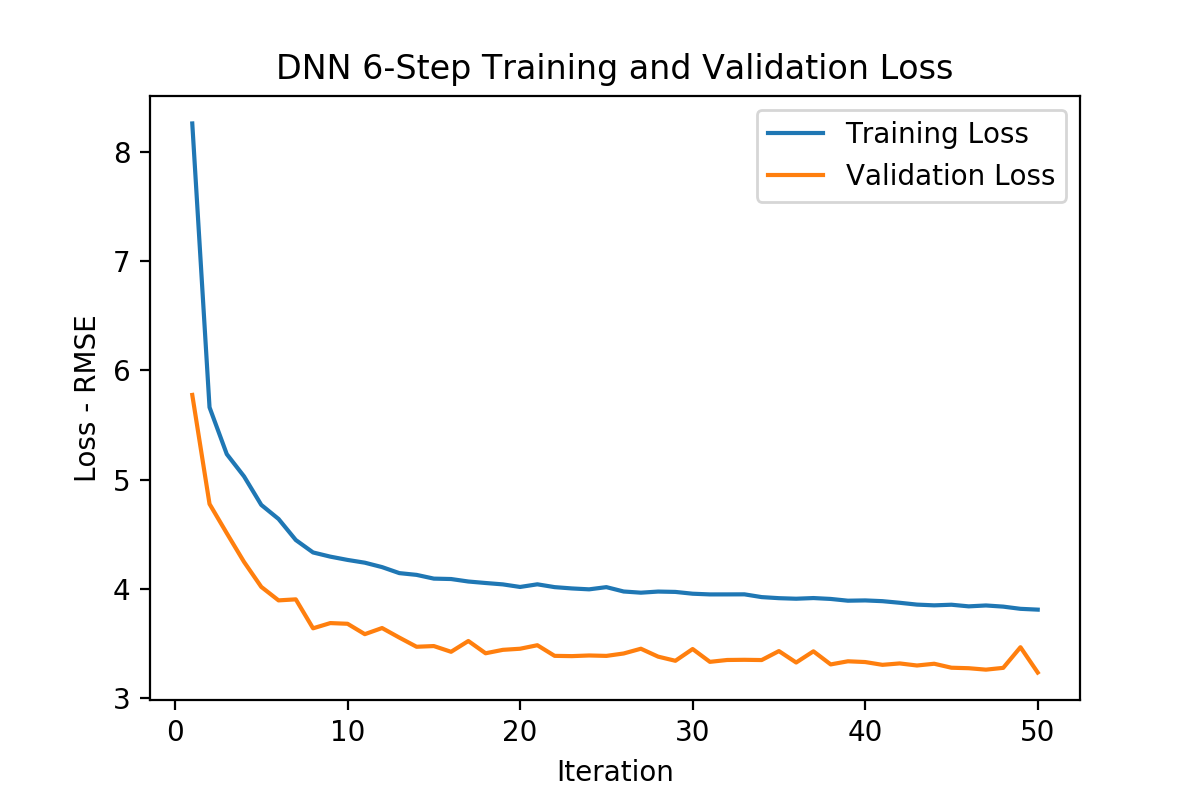 DNN 6-Step Training and Validation Loss
Training Loss
Validation Loss
Loss - RMSE
8
7
6
5
4
3
0 10 20 30 40 50
Iteration